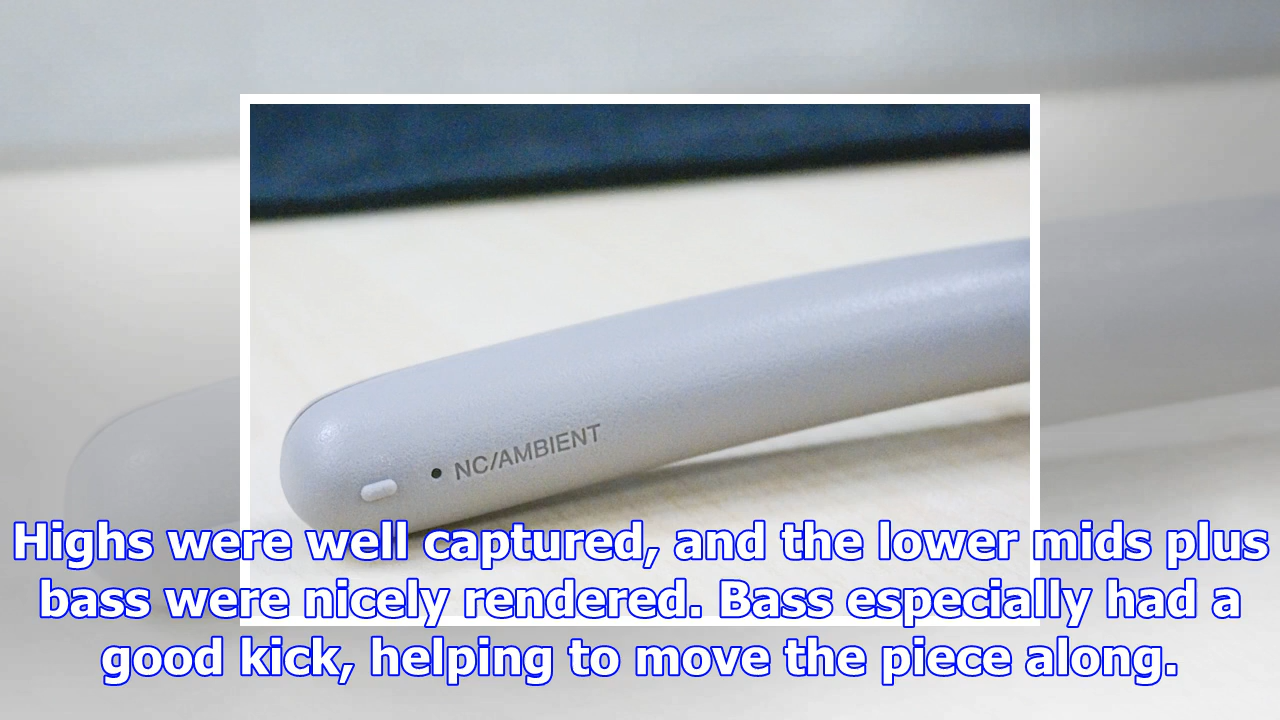 NC/AMBIENT
Highs were well captured, and the lower mids plus
bass were nicely rendered. Bass especially had a
good kick, helping to move the piece along.